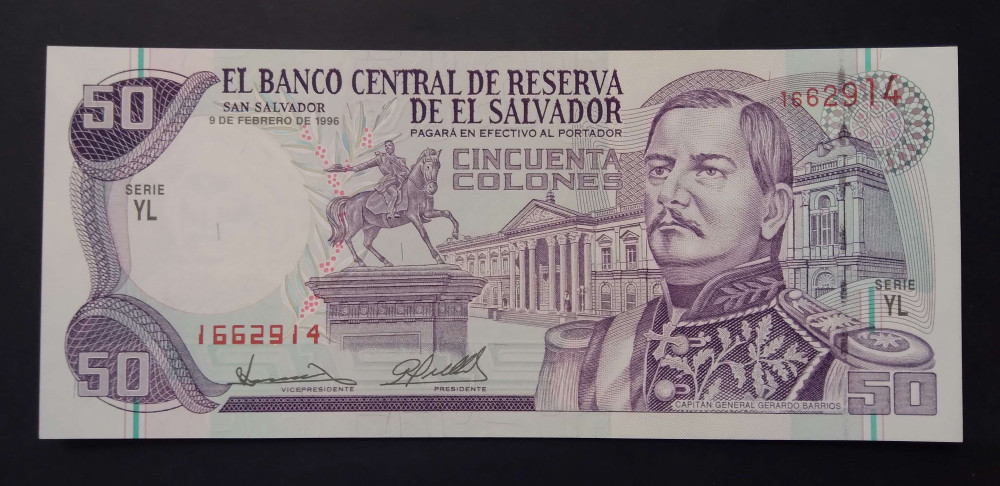 50
EL BANCO CENTRAL DE RESERVA
DE EL SALVADOR
SAN SALVADOR
9 DE FEBRERO DE 1996
PAGARÁ EN EFECTIVO AL PORTADOR
1662914
CINCUENTA
COLONES
SERIE
YL
SERIE
YL
1662914
50
VICEPRESIDENTE
PRESIDENTE
CAPITÁN GENERAL GERARDO BARRIOS
50